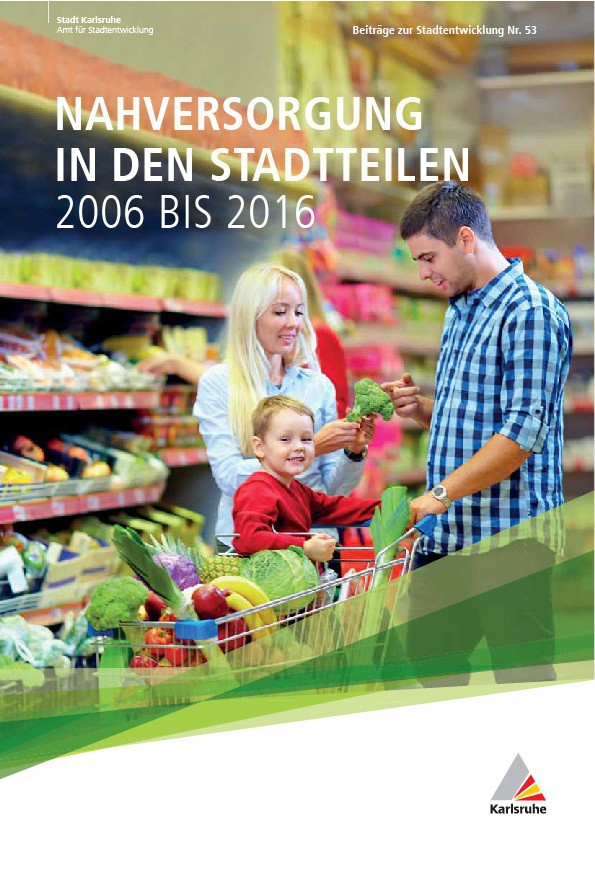 Stadt Karlsruhe
Amt für Stadtentwicklung
Beiträge zur Stadtentwicklung Nr. 53
NAHVERSORGUNG
IN DEN STADTTEILEN
2006 BIS 2016
Karlsruhe